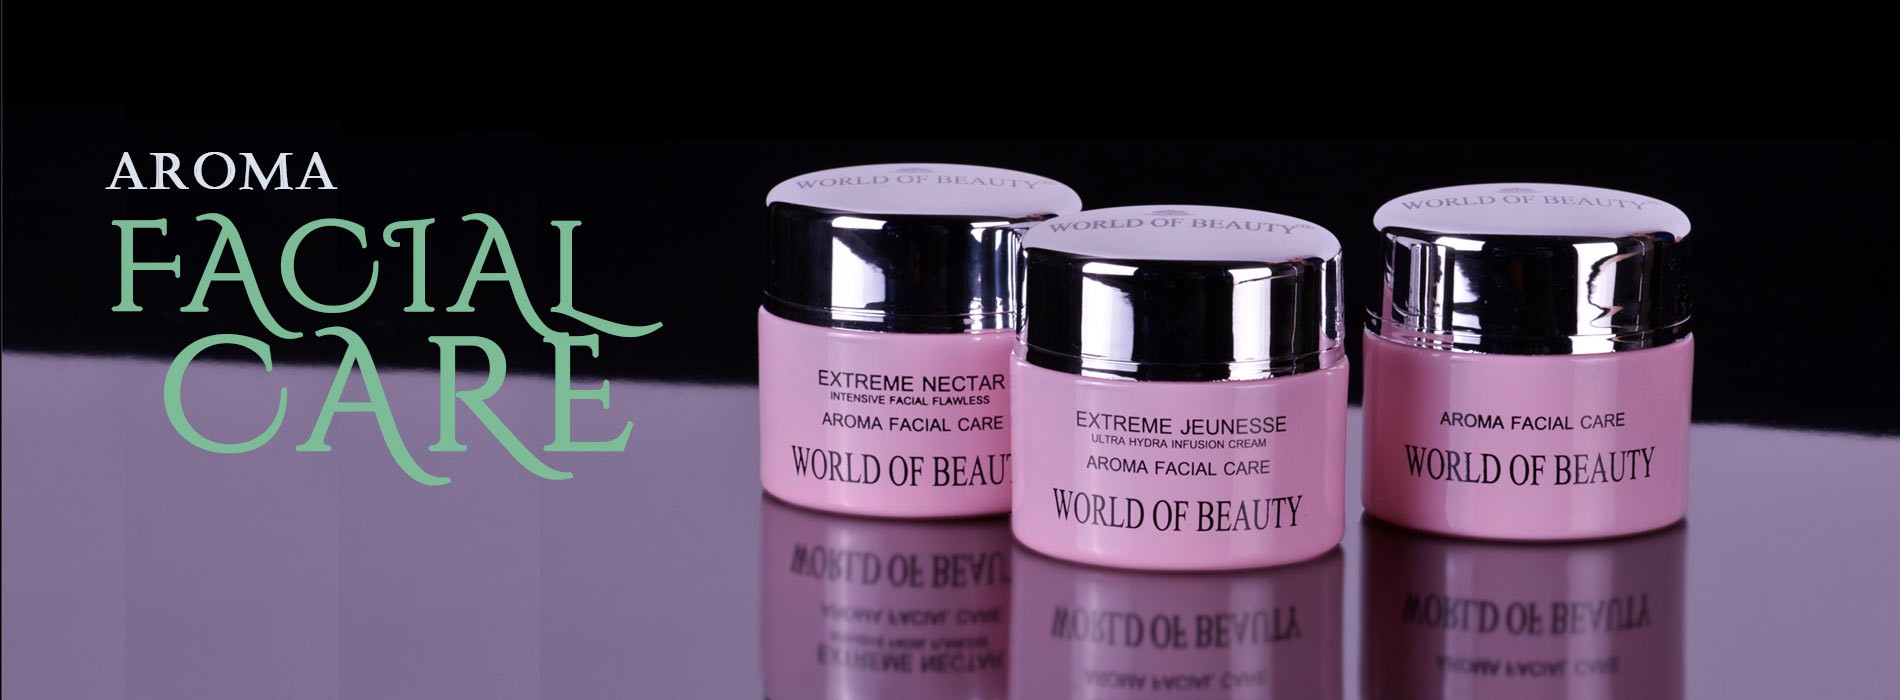 AROMA
FACIAL
CARE
WORLD OF BEAUTY
EXTREME NECTAR
INTENSIVE FACIAL FLAWLESS
AROMA FACIAL CARE
WORLD OF BEAUT
WORLD OF BEAUTY
EXTREME JEUNESSE
ULTRA HYDRA INFUSION CREAM
AROMA FACIAL CARE
WORLD OF BEAUTY
WORLD OF BEAUTY
AROMA FACIAL CARE
WORLD OF BEAUTY